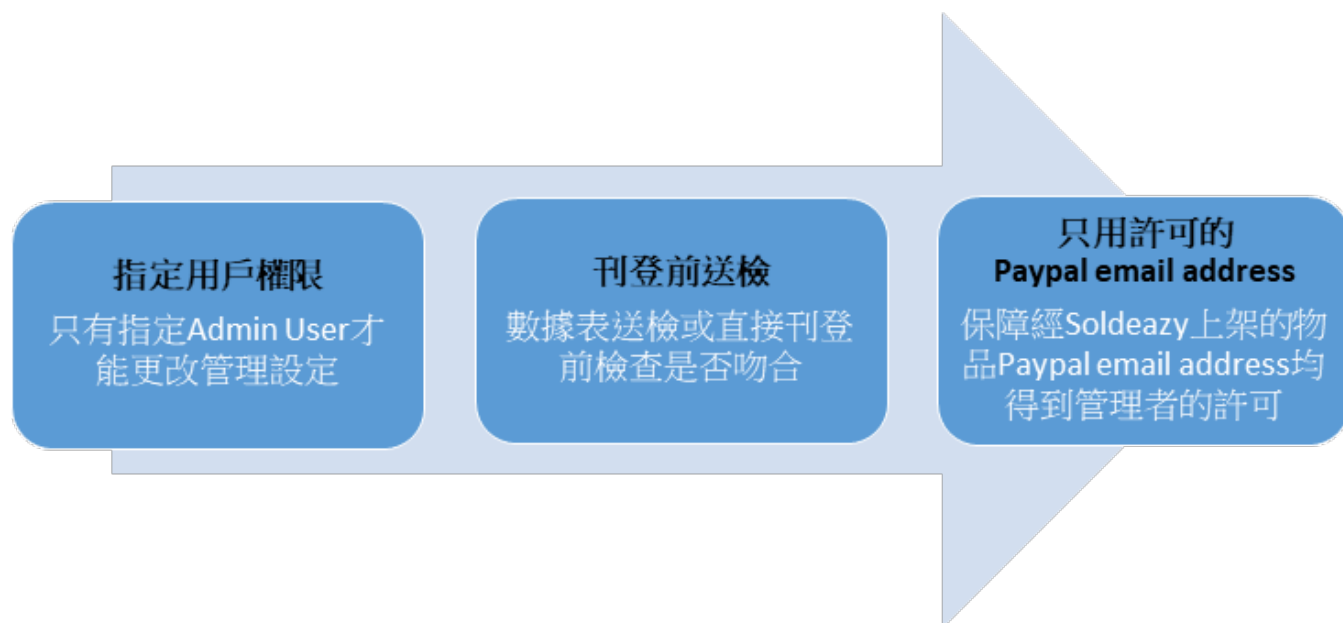 指定用戶權限
只有指定Admin User才
能更改管理設定
刊登前送檢
數據表送檢或直接刊登
前檢查是否吻合
只用許可的
Paypal email address
保障經Soldeazy上架的物
品Paypal email address均
得到管理者的許可